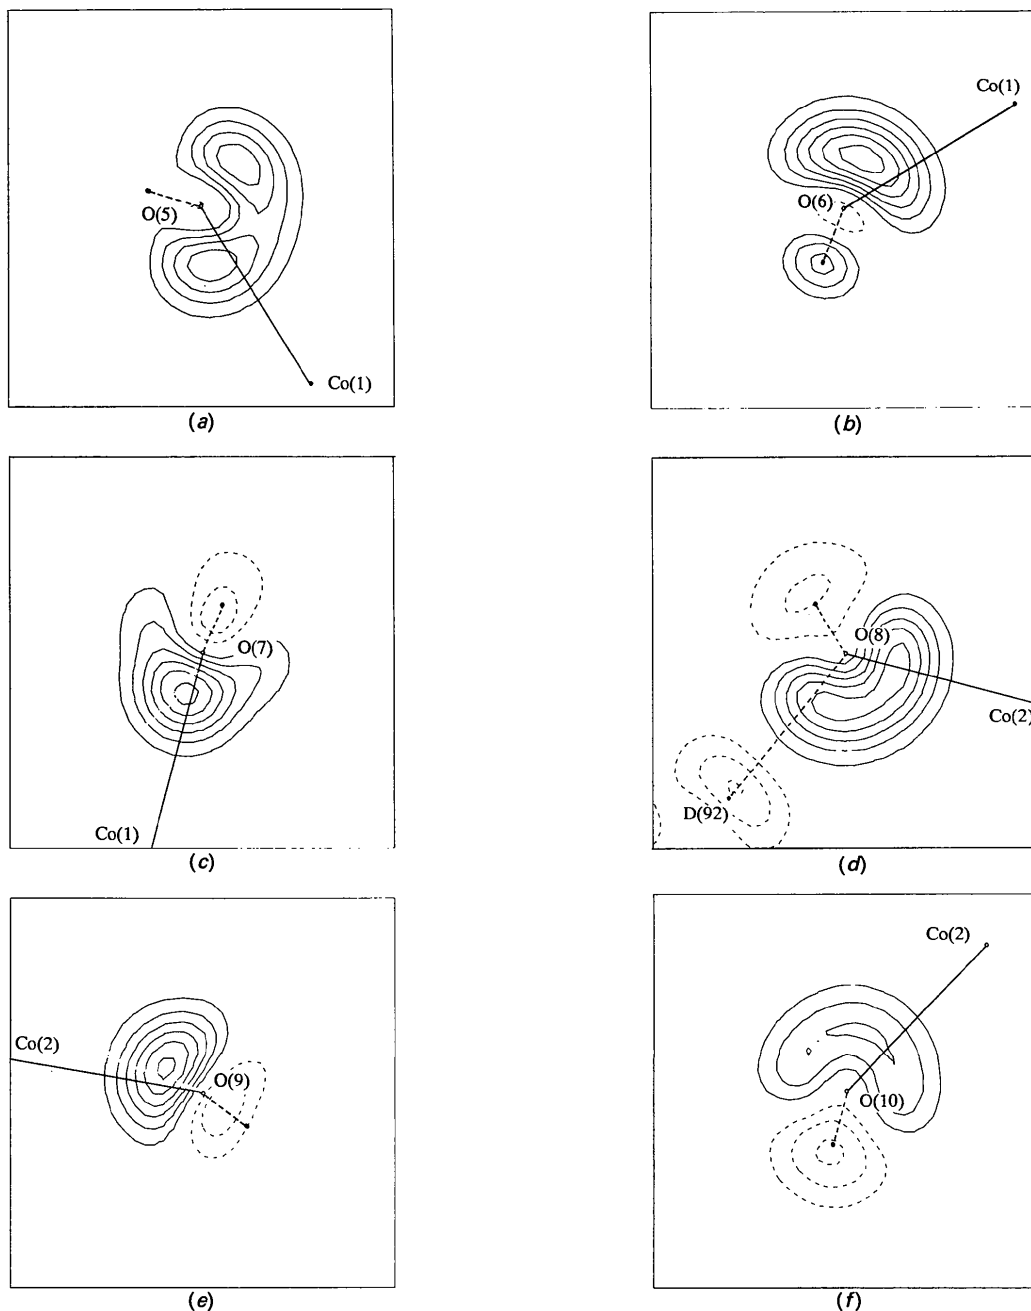 O(5)
Co(1)
(a)
Co(1)
O(6)
(b)
O(7)
Co(1)
(c)
O(8)
Co(2)
D(92)
(d)
Co(2)
O(9)
(e)
Co(2)
O(10)
(f)